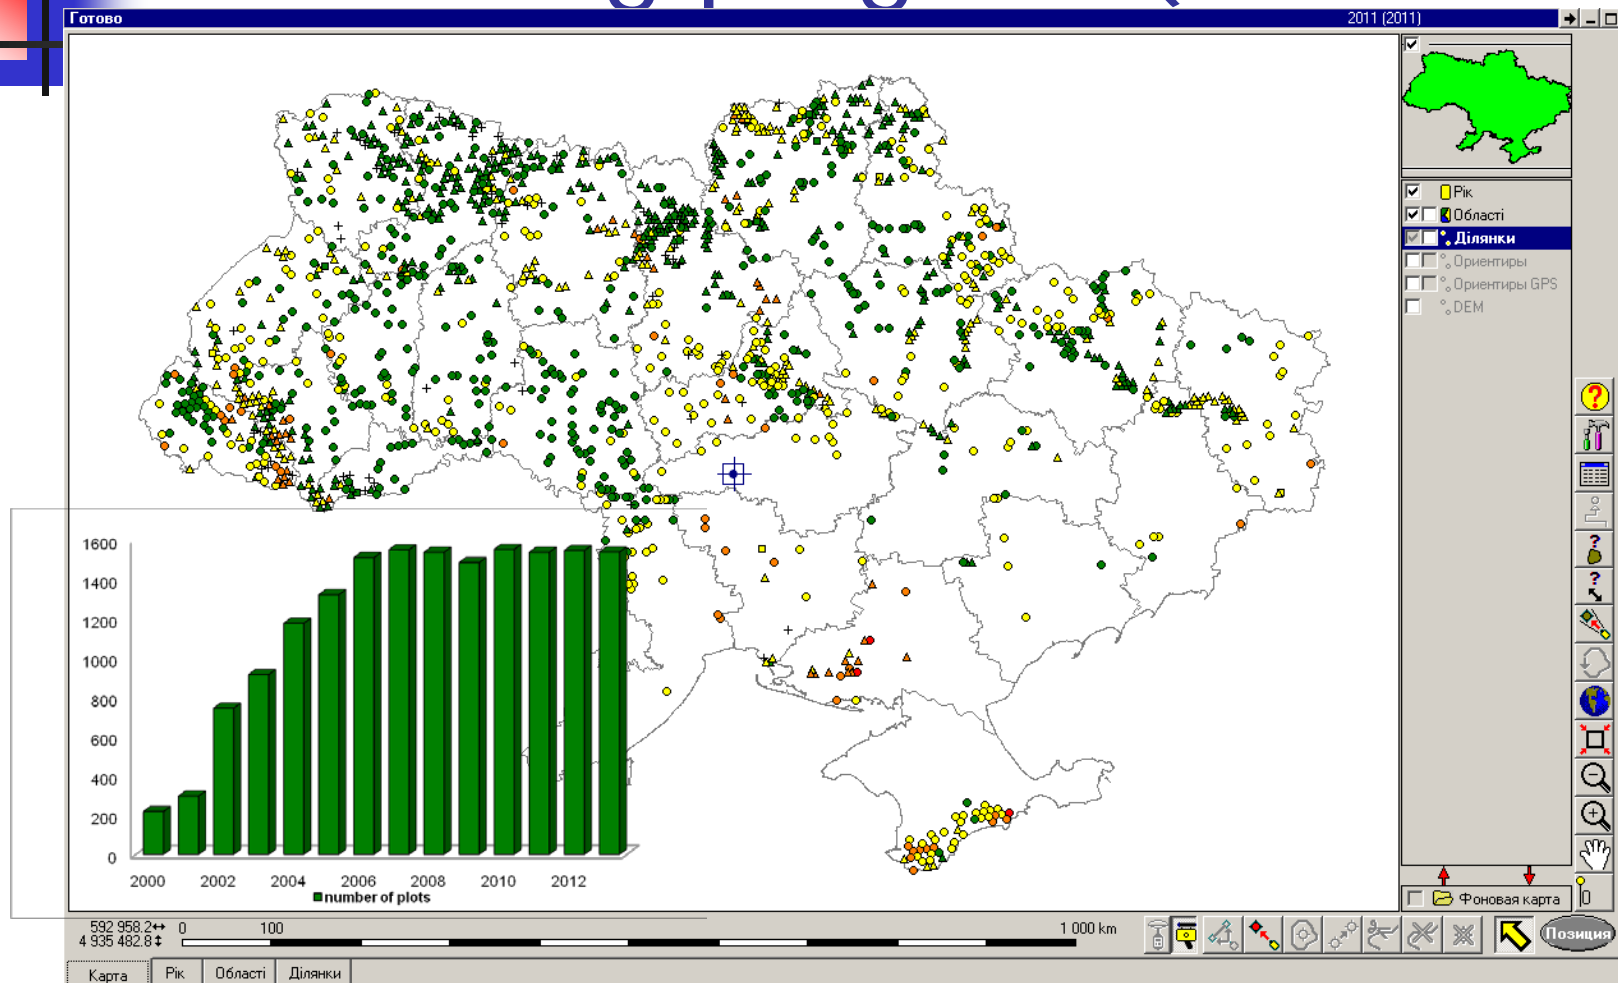 Готово
2011 (2011)
Рік
Області
Ділянки
Ориентиры
Ориентиры GPS
DEM
1600
1400
1200
1000
800
600
400
200
0
2000 2002 2004 2006 2008 2010 2012
number of plots
Фоновая карта
592 958.2
4 935 482.8
0 100 1 000 km
Позиция
Карта Рік Області Ділянки